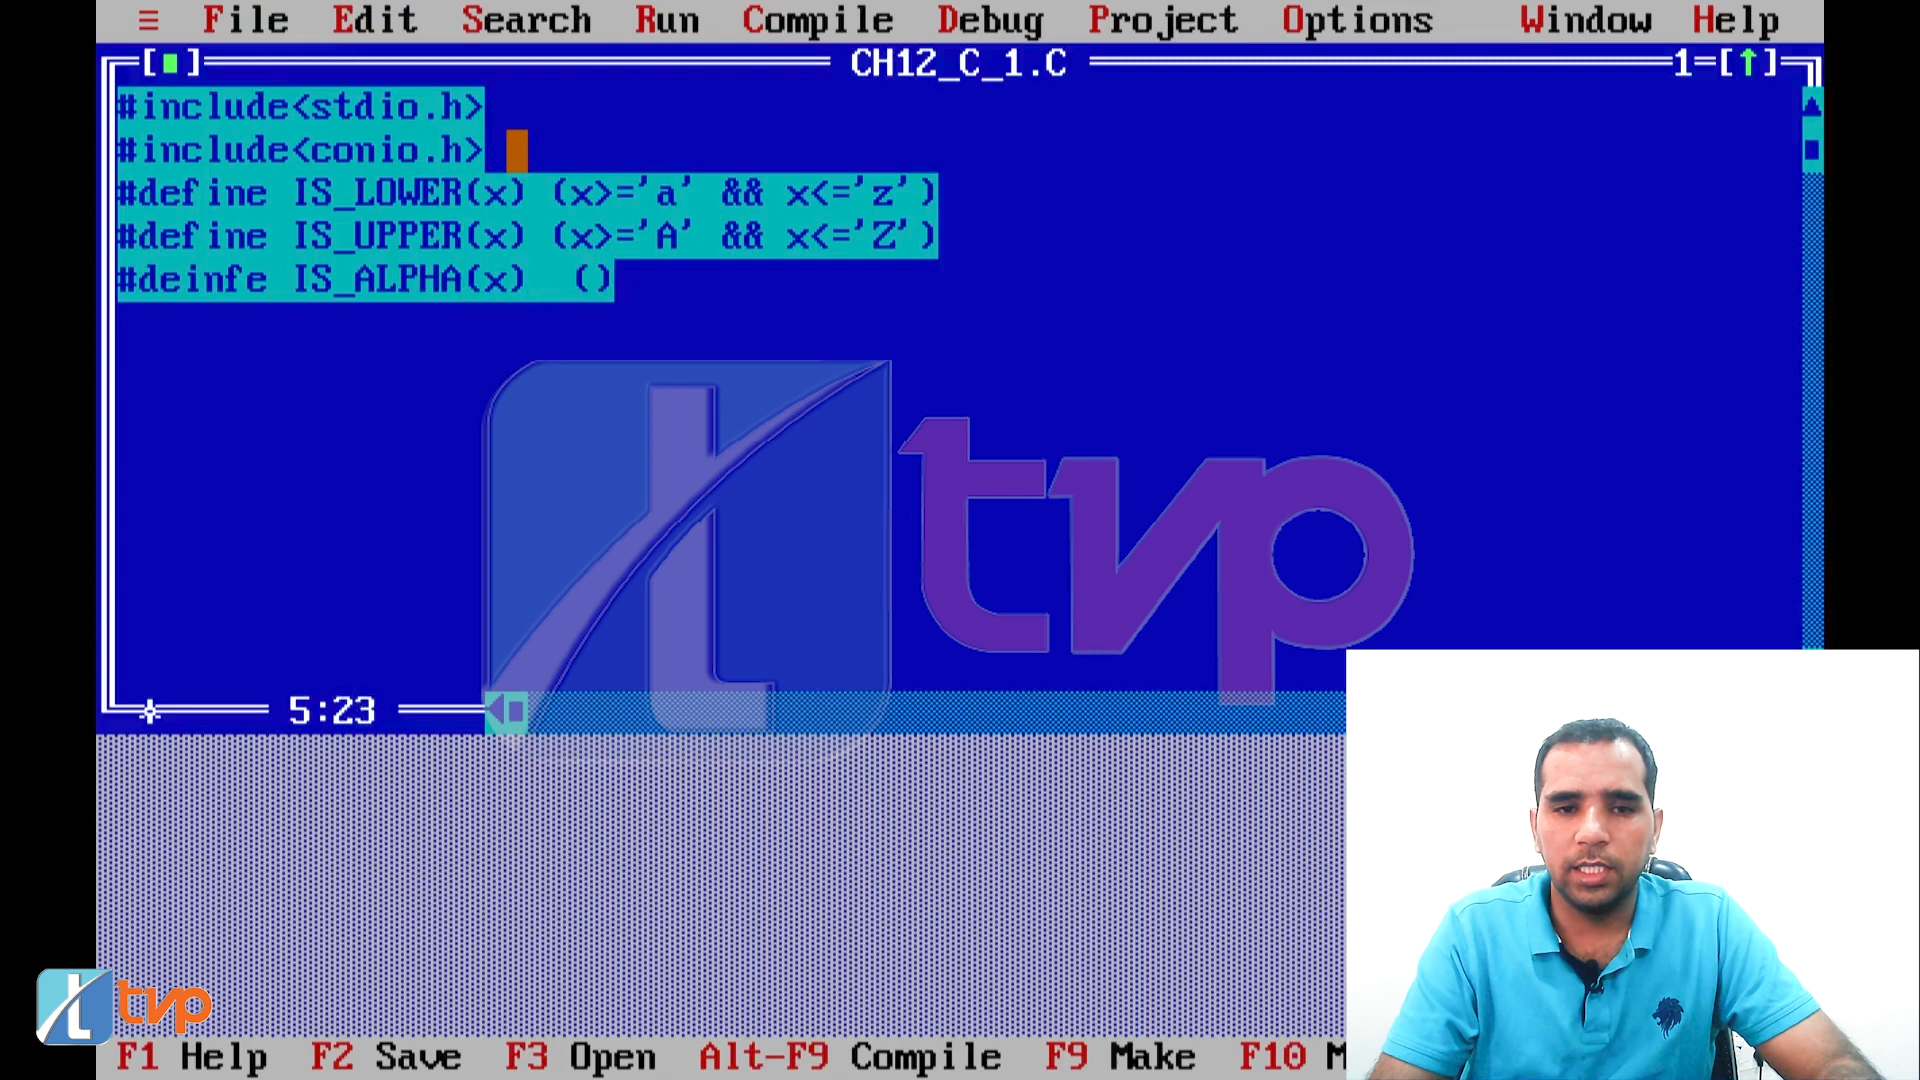 ≡ File Edit Search Run Compile Debug Project Options Window Help
[■] CH12_C_1.C 1=[↑]
#include<stdio.h>
#include<conio.h>
#define IS_LOWER(x) (x>='a' && x<='z')
#define IS_UPPER(x) (x>='A' && x<='Z')
#deinfe IS_ALPHA(x) ()
tvp
5:23
tvp
F1 Help F2 Save F3 Open Alt-F9 Compile F9 Make F10 M